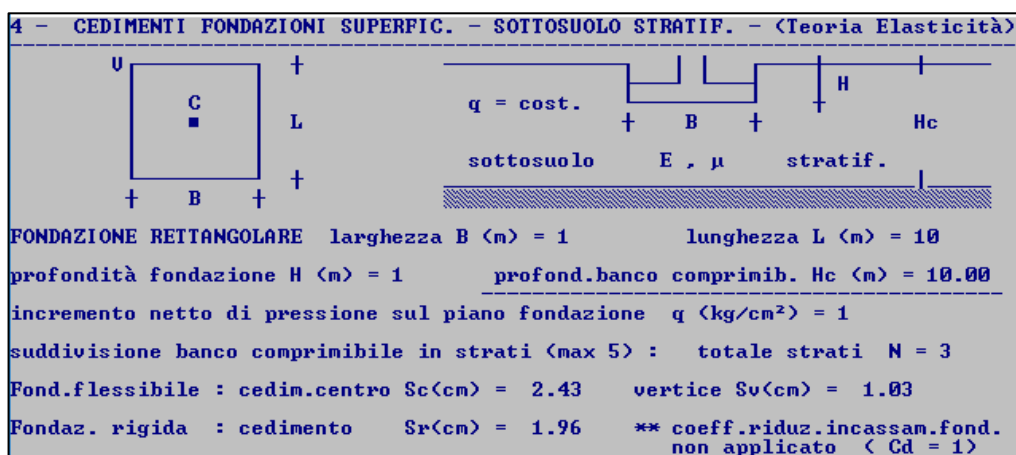 4 - CEDIMENTI FONDAZIONI SUPERFIC. - SOTTOSUOLO STRATIF. - (Teoria Elasticità)
V
C
L
B
q = cost.
B
H
Hc
sottosuolo E , μ stratif.
FONDAZIONE RETTANGOLARE larghezza B (m) = 1 lunghezza L (m) = 10
profondità fondazione H (m) = 1 profond.banco comprimib. Hc (m) = 10.00
incremento netto di pressione sul piano fondazione q (kg/cm²) = 1
suddivisione banco comprimibile in strati (max 5) : totale strati N = 3
Fond.flessibile : cedim.centro Sc(cm) = 2.43 vertice Sv(cm) = 1.03
Fondaz. rigida : cedimento Sr(cm) = 1.96 ** coeff.riduz.incassam.fond.
non applicato ( Cd = 1)